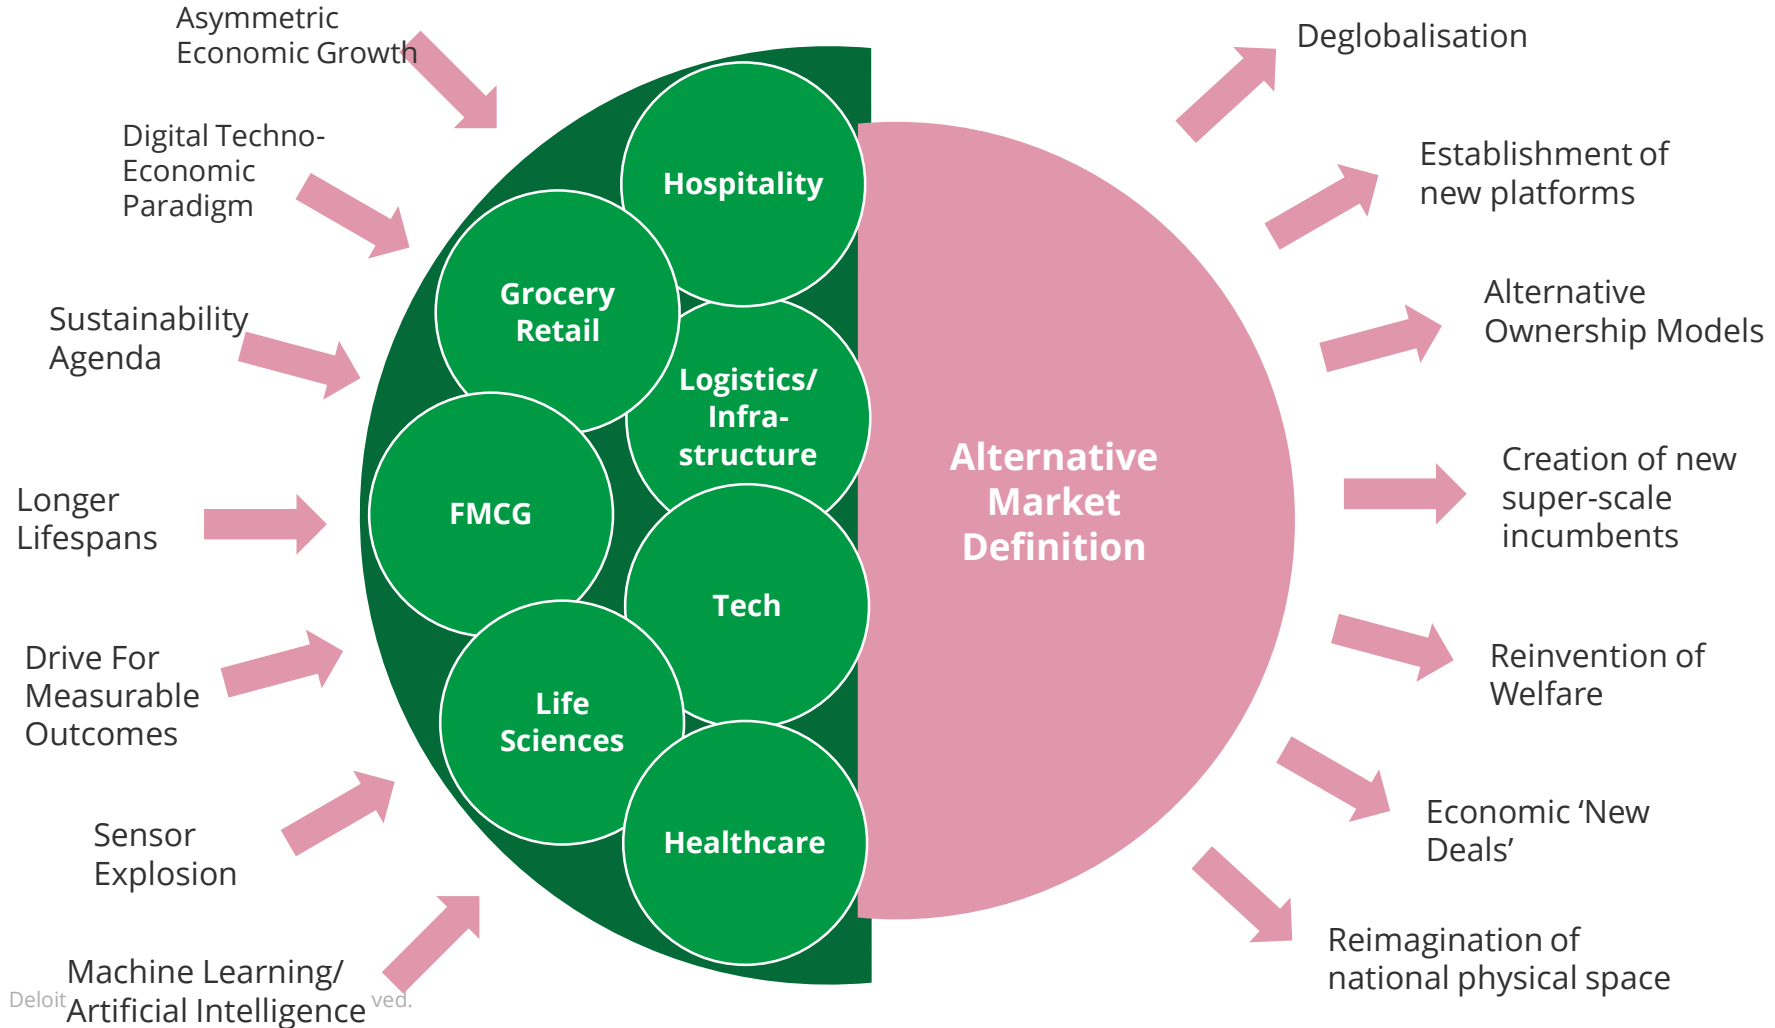 Asymmetric
Economic Growth
Digital Techno-
Economic
Paradigm
Sustainability
Agenda
Longer
Lifespans
Drive For
Measurable
Outcomes
Sensor
Explosion
Machine Learning/
Artificial Intelligence
Hospitality
Grocery
Retail
Logistics/
Infra-
structure
FMCG
Tech
Life
Sciences
Healthcare
Alternative
Market
Definition
Deglobalisation
Establishment of
new platforms
Alternative
Ownership Models
Creation of new
super-scale
incumbents
Reinvention of
Welfare
Economic ‘New
Deals’
Reimagination of
national physical space